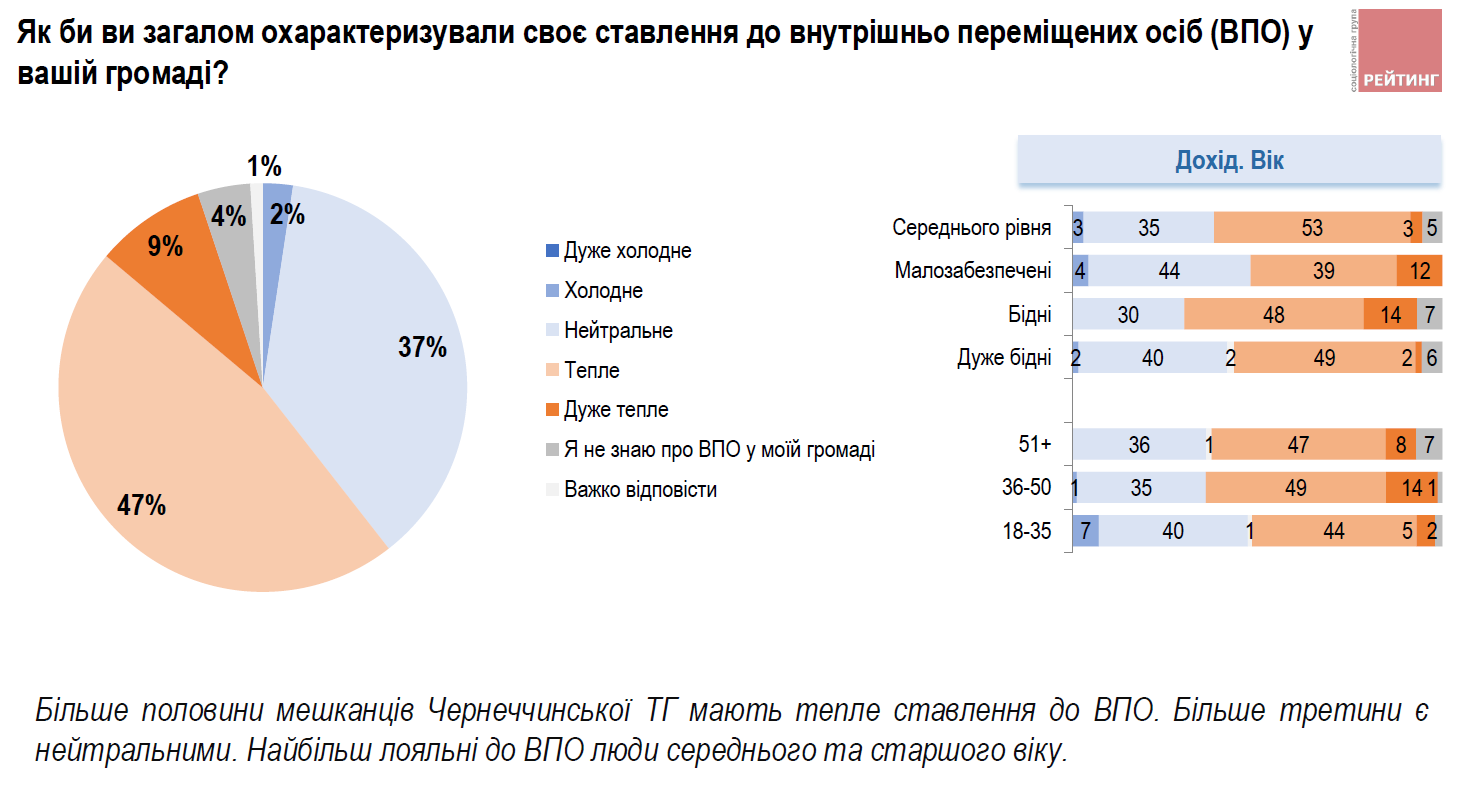 Як би ви загалом охарактеризували своє ставлення до внутрішньо переміщених осіб (ВПО) у
вашій громаді?
соціологічна група
РЕЙТИНГ
1%
2%
4%
9%
37%
47%
Дуже холодне
Холодне
Нейтральне
Тепле
Дуже тепле
Я не знаю про ВПО у моїй громаді
Важко відповісти
Дохід. Вік
Середнього рівня 3 35 53 3 5
Малозабезпечені 4 44 39 12
Бідні 30 48 14 7
Дуже бідні 2 40 2 49 2 6
51+ 36 1 47 8 7
36-50 1 35 49 14 1
18-35 7 40 1 44 5 2
Більше половини мешканців Чернеччинської ТГ мають тепле ставлення до ВПО. Більше третини є
нейтральними. Найбільш лояльні до ВПО люди середнього та старшого віку.